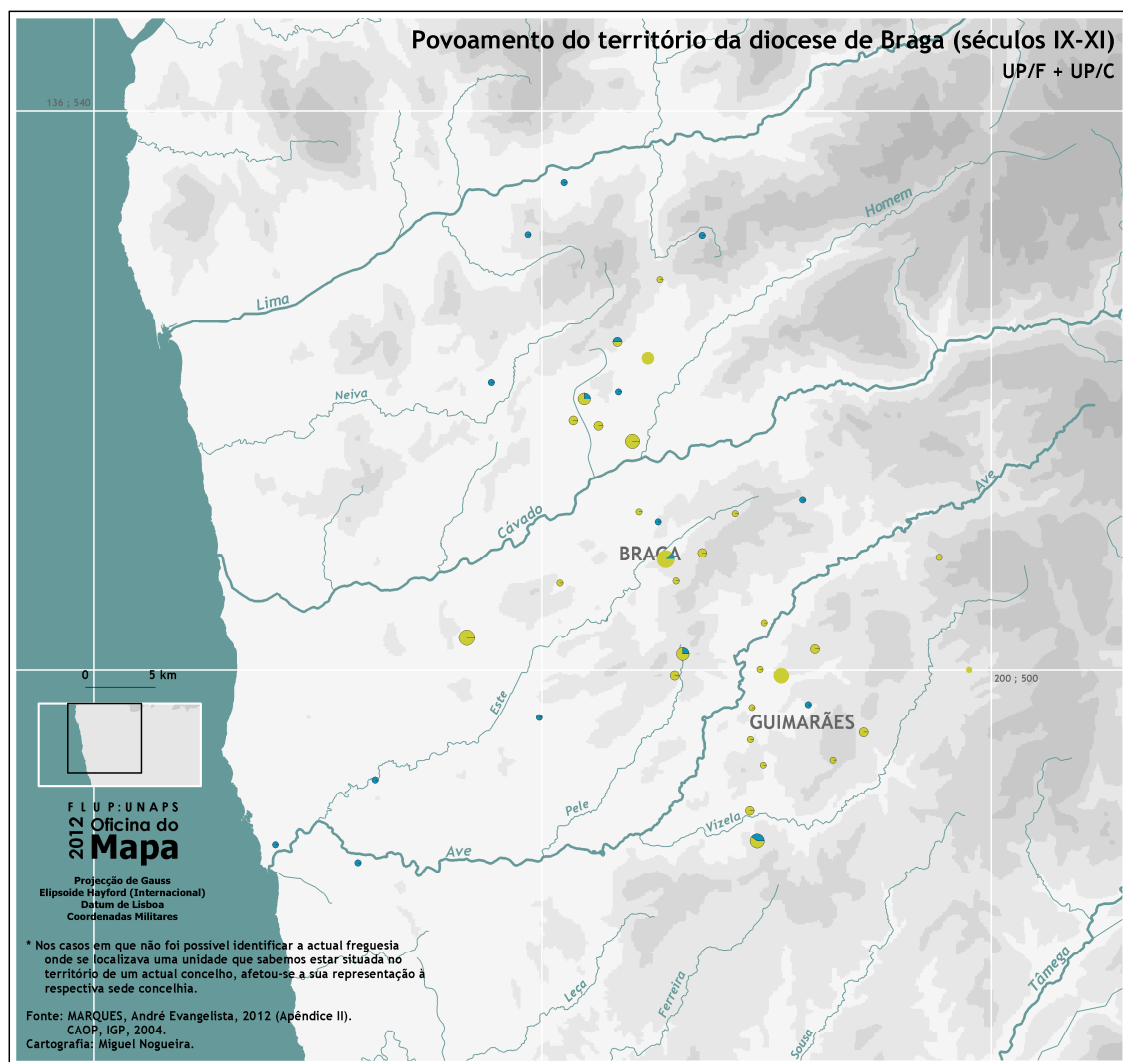 Povoamento do território da diocese de Braga (séculos IX-XI)
UP/F + UP/C
136 ; 540
Homem
Lima
Neiva
Cávado
Ave
BRAGA
0 5 km
200 ; 500
Este
GUIMARÃES
Pele
Vizela
Ave
FLUP:UNAPS
2012 Oficina do
Mapa
Projecção de Gauss
Elipsoide Hayford (Internacional)
Datum de Lisboa
Coordenadas Militares
* Nos casos em que não foi possível identificar a actual freguesia
onde se localizava uma unidade que sabemos estar situada no
território de um actual concelho, afetou-se a sua representação à
respectiva sede concelhia.
Leça
Ferreira
Tâmega
Sousa
Fonte: MARQUES, André Evangelista, 2012 (Apêndice II).
CAOP, IGP, 2004.
Cartografia: Miguel Nogueira.